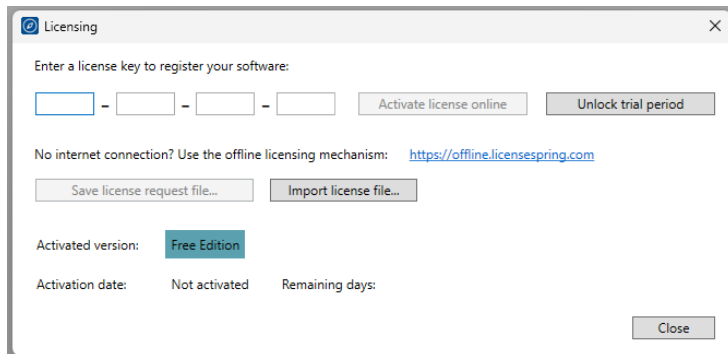 Licensing
Enter a license key to register your software:
– – – Activate license online Unlock trial period
No internet connection? Use the offline licensing mechanism: https://offline.licensespring.com
Save license request file... Import license file...
Activated version: Free Edition
Activation date: Not activated Remaining days:
Close